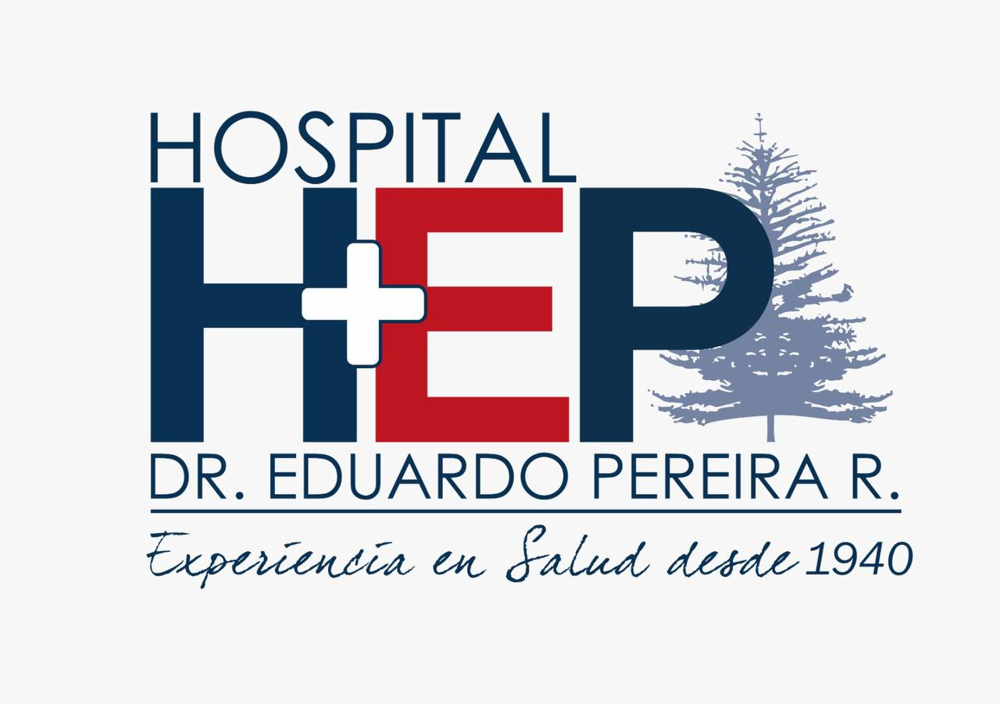 HOSPITAL
HEP
DR. EDUARDO PEREIRA R.
Experiencia en Salud desde 1940